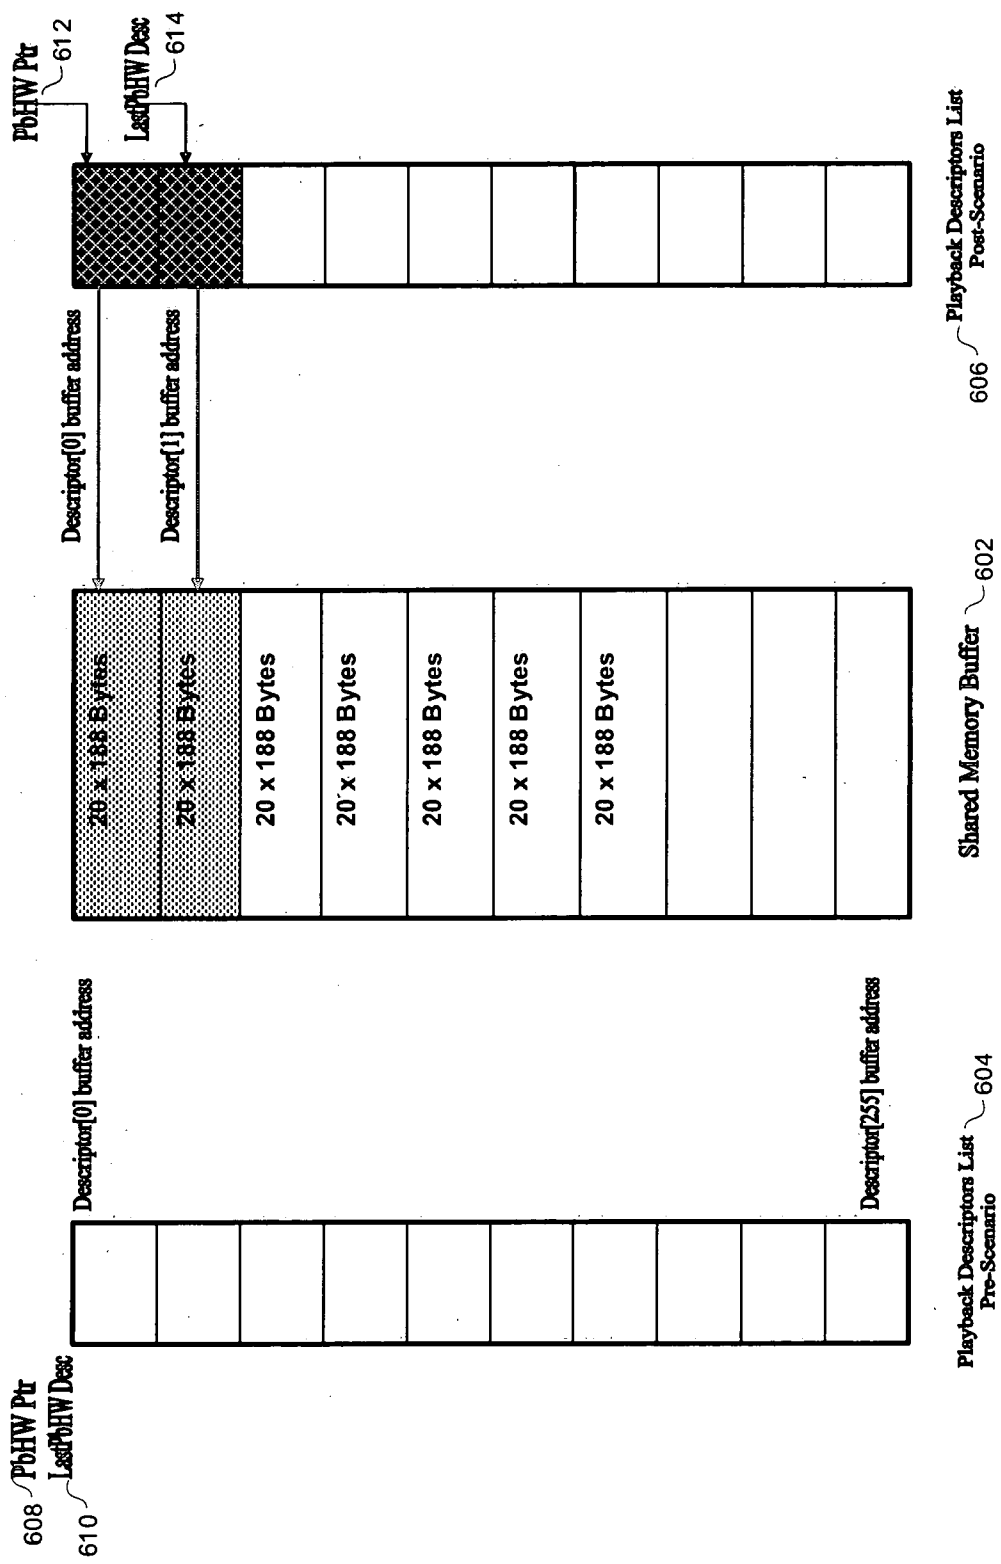 608 PbHW Ptr
LastPbHW Desc
610
Descriptor[0] buffer address
Descriptor[255] buffer address
Playback Descriptors List
Pre-Scenario
604
20 x 188 Bytes
20 x 188 Bytes
20 x 188 Bytes
20 x 188 Bytes
20 x 188 Bytes
20 x 188 Bytes
20 x 188 Bytes
Shared Memory Buffer 602
Descriptor[0] buffer address
Descriptor[1] buffer address
PbHW Ptr
612
LastPbHW Desc
614
606 Playback Descriptors List
Post-Scenario